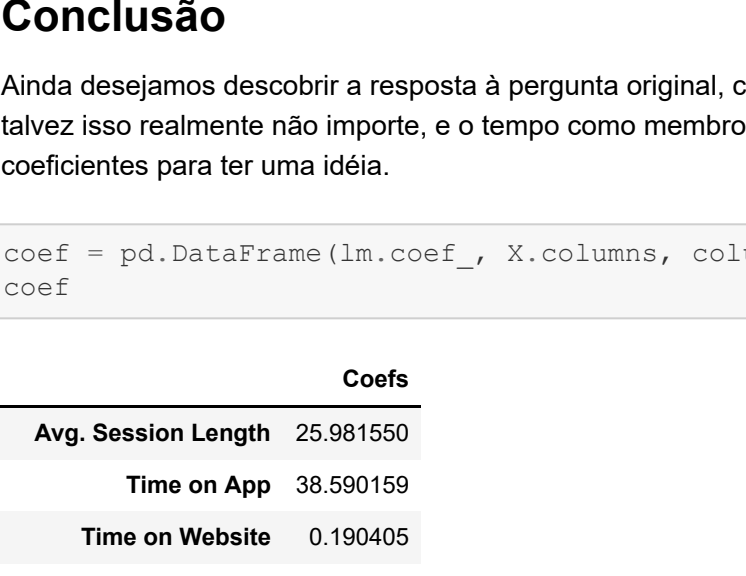 Conclusão
Ainda desejamos descobrir a resposta à pergunta original,
talvez isso realmente não importe, e o tempo como membro
coeficientes para ter uma idéia.
coef = pd.DataFrame(lm.coef_, X.columns,
coef
Coefs
Avg. Session Length 25.981550
Time on App 38.590159
Time on Website 0.190405